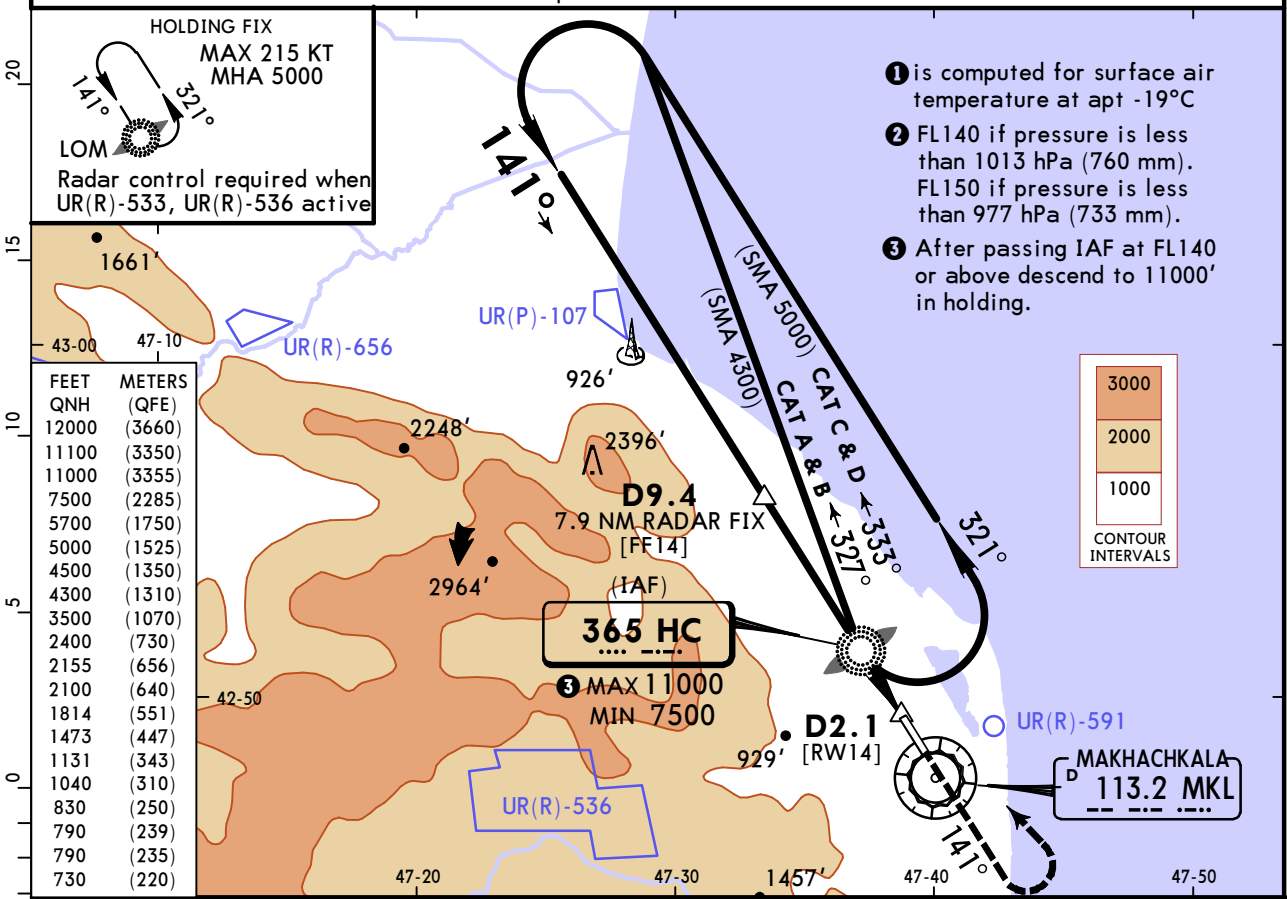 HOLDING FIX
MAX 215 KT
MHA 5000
141°
321°
LOM
Radar control required when
UR(R)-533, UR(R)-536 active
❶ is computed for surface air
temperature at apt -19°C
❷ FL140 if pressure is less
than 1013 hPa (760 mm).
FL150 if pressure is less
than 977 hPa (733 mm).
❸ After passing IAF at FL140
or above descend to 11000'
in holding.
20
15
10
5
0
141°
1661'
43-00
47-10
UR(R)-656
UR(P)-107
926'
(SMA 5000)
(SMA 4300)
CAT C & D
333°
CAT A & B
327°
321°
3000
2000
1000
CONTOUR
INTERVALS
FEET METERS
QNH (QFE)
12000 (3660)
11100 (3350)
11000 (3355)
7500 (2285)
5700 (1750)
5000 (1525)
4500 (1350)
4300 (1310)
3500 (1070)
2400 (730)
2155 (656)
2100 (640)
1814 (551)
1473 (447)
1131 (343)
1040 (310)
830 (250)
790 (239)
790 (235)
730 (220)
2248'
2396'
D9.4
7.9 NM RADAR FIX
[FF14]
2964'
(IAF)
365 HC
❸ MAX 11000
MIN 7500
42-50
D2.1
[RW14]
929'
UR(R)-591
MAKHACHKALA
D 113.2 MKL
UR(R)-536
141°
1457'
47-20
47-30
47-40
47-50